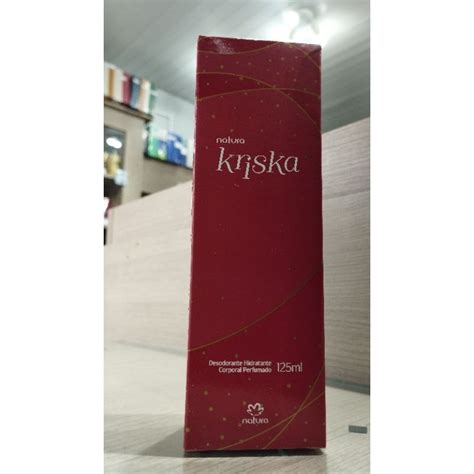 natura
kriska
Desodorante Hidratante
Corporal Perfumado 125ml
natura